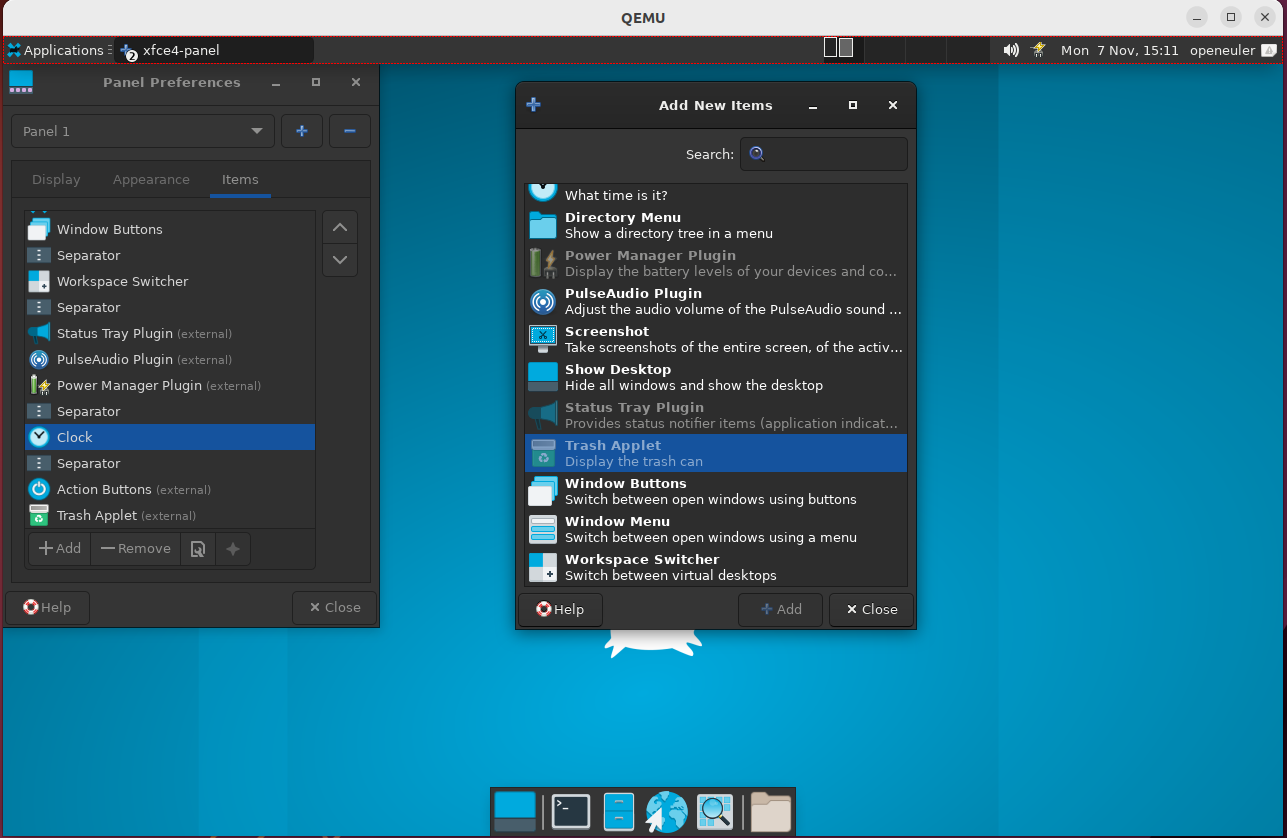 QEMU
Applications
2
xfce4-panel
Mon 7 Nov, 15:11
openeuler
Panel Preferences
Panel 1
Display
Appearance
Items
Window Buttons
Separator
Workspace Switcher
Separator
Status Tray Plugin (external)
PulseAudio Plugin (external)
Power Manager Plugin (external)
Separator
Clock
Separator
Action Buttons (external)
Trash Applet (external)
Add
Remove
Help
Close
Add New Items
Search:
What time is it?
Directory Menu
Show a directory tree in a menu
Power Manager Plugin
Display the battery levels of your devices and co...
PulseAudio Plugin
Adjust the audio volume of the PulseAudio sound ...
Screenshot
Take screenshots of the entire screen, of the activ...
Show Desktop
Hide all windows and show the desktop
Status Tray Plugin
Provides status notifier items (application indicat...
Trash Applet
Display the trash can
Window Buttons
Switch between open windows using buttons
Window Menu
Switch between open windows using a menu
Workspace Switcher
Switch between virtual desktops
Help
Add
Close